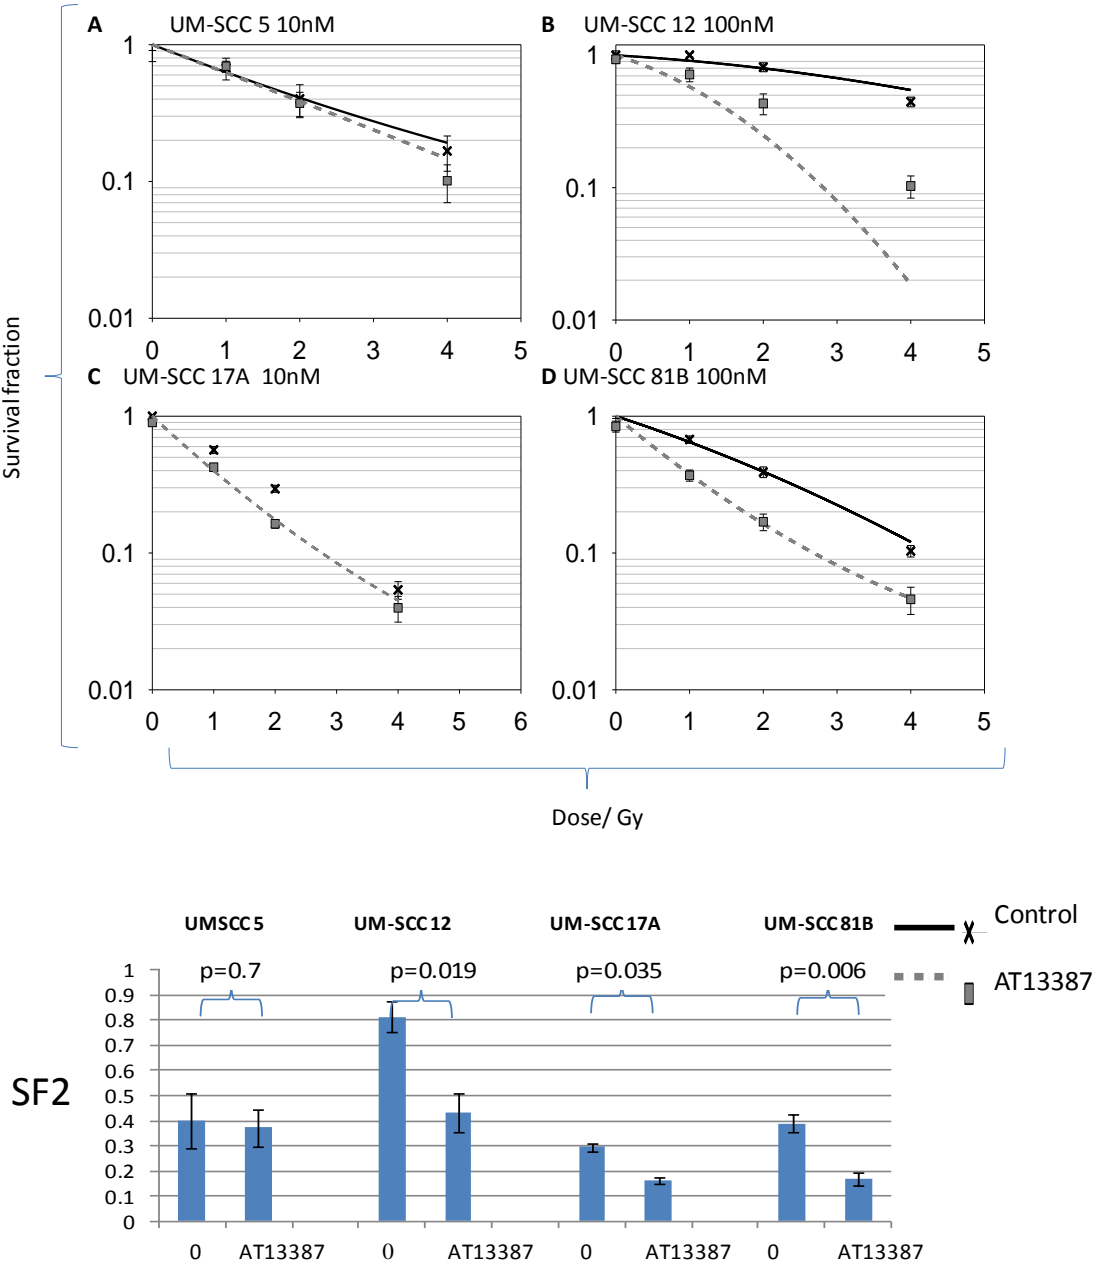 A UM-SCC 5 10nM
B UM-SCC 12 100nM
1
0.1
0.01
0 1 2 3 4 5
1
0.1
0.01
0 1 2 3 4 5
C UM-SCC 17A 10nM
D UM-SCC 81B 100nM
1
0.1
0.01
0 1 2 3 4 5 6
1
0.1
0.01
0 1 2 3 4 5
Survival fraction
Dose/ Gy
UMSCC 5
UM-SCC 12
UM-SCC 17A
UM-SCC 81B
Control
AT13387
p=0.7
p=0.019
p=0.035
p=0.006
SF2
1
0.9
0.8
0.7
0.6
0.5
0.4
0.3
0.2
0.1
0
0 AT13387 0 AT13387 0 AT13387 0 AT13387